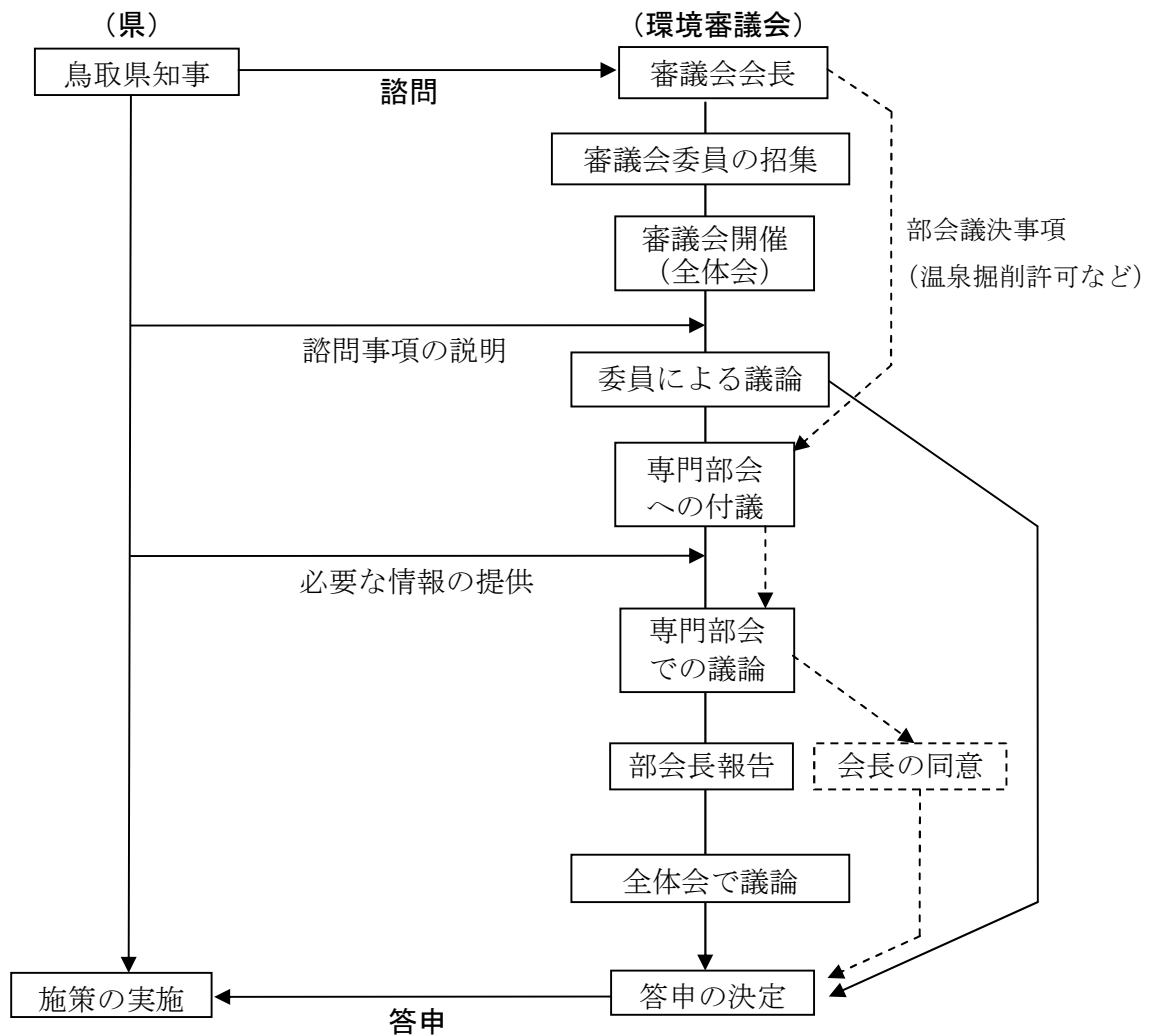 （県）
（環境審議会）
鳥取県知事
諮問
審議会会長
審議会委員の招集
審議会開催
（全体会）
部会議決事項
（温泉掘削許可など）
諮問事項の説明
委員による議論
専門部会
への付議
必要な情報の提供
専門部会
での議論
部会長報告
会長の同意
全体会で議論
施策の実施
答申の決定
答申